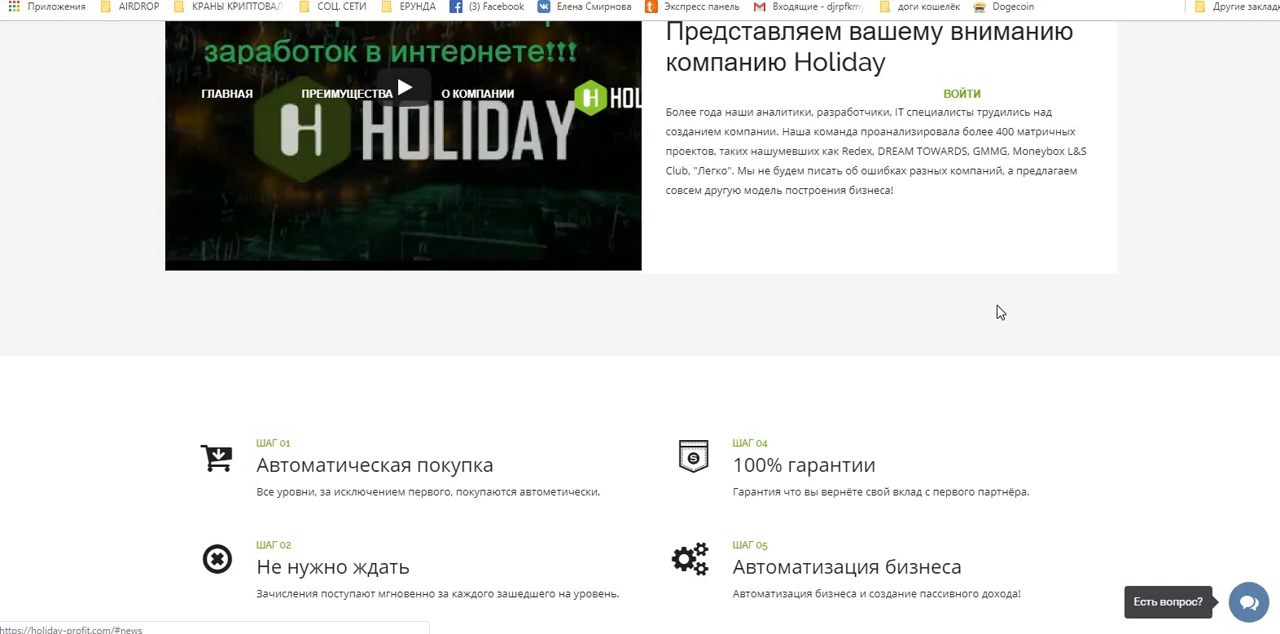 Приложения AIRDROP КРАНЫ КРИПТОВАЛ СОЦ. СЕТИ ЕРУНДА (3) Facebook Елена Смирнова Экспресс панель Входящие - djrpfkmy доги кошелёк Dogecoin Другие заклад
заработок в интернете!!!
ГЛАВНАЯ ПРЕИМУЩЕСТВА О КОМПАНИИ HOL ВОЙТИ
HOLIDAY
Представляем вашему вниманию
компанию Holiday
Более года наши аналитики, разработчики, IT специалисты трудились над
созданием компании. Наша команда проанализировала более 400 матричных
проектов, таких нашумевших как Redex, DREAM TOWARDS, GMMG, Moneybox L&S
Club, "Легко". Мы не будем писать об ошибках разных компаний, а предлагаем
совсем другую модель построения бизнеса!
ШАГ 01
Автоматическая покупка
Все уровни, за исключением первого, покупаются автометически.
ШАГ 04
100% гарантии
Гарантия что вы вернёте свой вклад с первого партнёра.
ШАГ 02
Не нужно ждать
Зачисления поступают мгновенно за каждого зашедшего на уровень.
ШАГ 05
Автоматизация бизнеса
Автоматизация бизнеса и создание пассивного дохода!
Есть вопрос?
https://holiday-profit.com/#news